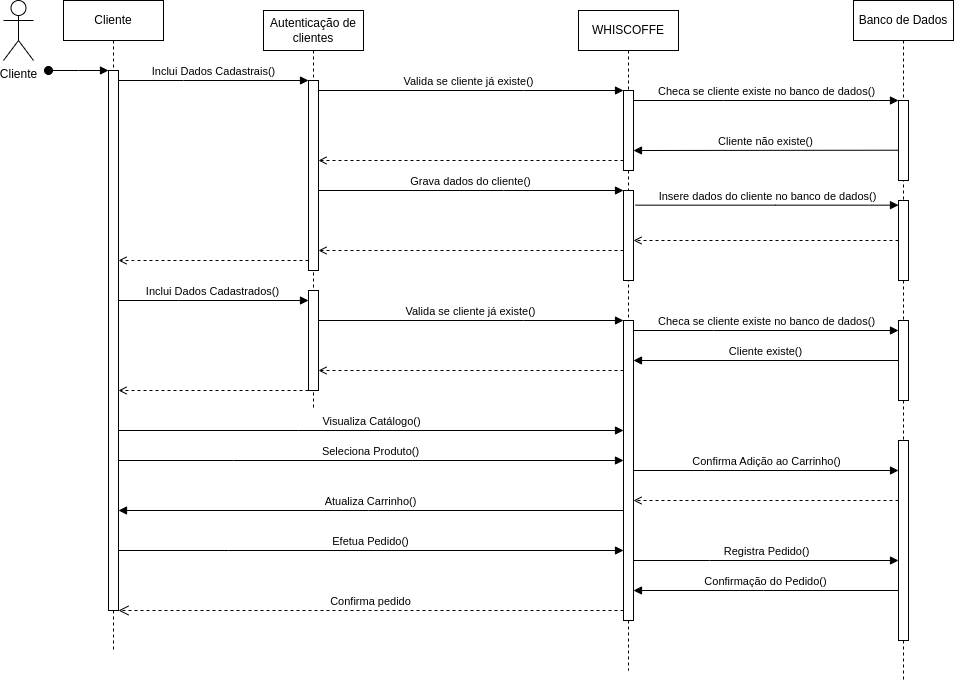 Cliente
Autenticação de
clientes
WHISCOFFE
Banco de Dados
Cliente
Inclui Dados Cadastrais()
Valida se cliente já existe()
Checa se cliente existe no banco de dados()
Cliente não existe()
Grava dados do cliente()
Insere dados do cliente no banco de dados()
Inclui Dados Cadastrados()
Valida se cliente já existe()
Checa se cliente existe no banco de dados()
Cliente existe()
Visualiza Catálogo()
Seleciona Produto()
Confirma Adição ao Carrinho()
Atualiza Carrinho()
Efetua Pedido()
Registra Pedido()
Confirmação do Pedido()
Confirma pedido